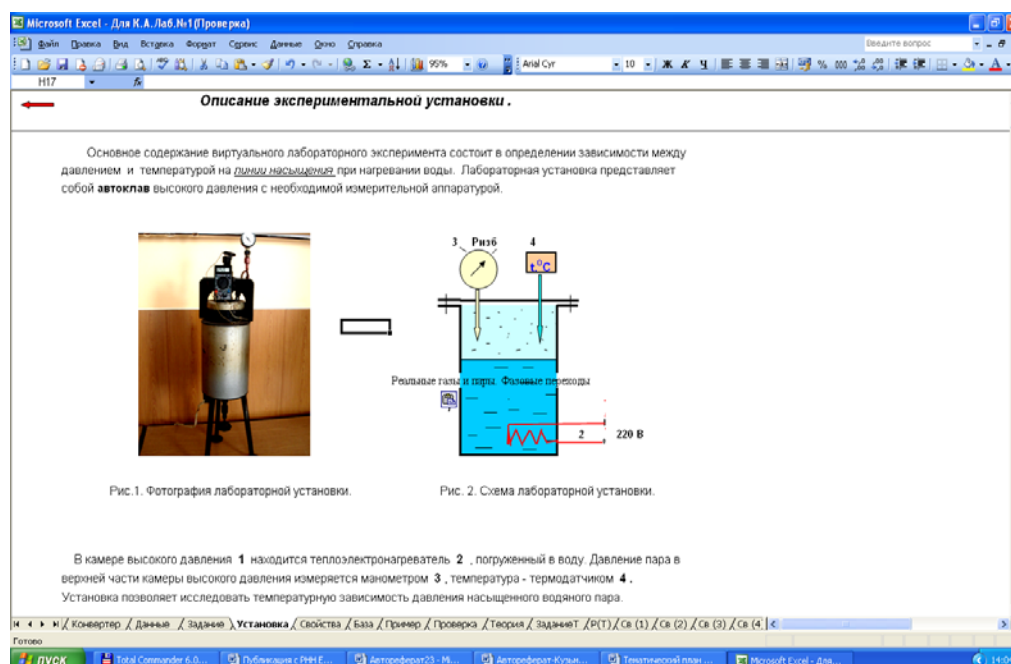 Microsoft Excel - Для К.А.Лаб.№1(Проверка)
Файл Правка Вид Вставка Формат Сервис Данные Окно Справка Введите вопрос
95% Arial Cyr 10 Ж К Ч % 000
H17 fx
Описание экспериментальной установки .
Основное содержание виртуального лабораторного эксперимента состоит в определении зависимости между
давлением и температурой на линии насыщения при нагревании воды. Лабораторная установка представляет
собой автоклав высокого давления с необходимой измерительной аппаратурой.
3 Ризб 4
t,°C
Реальные газы и пары. Фазовые переходы
2 220 В
Рис.1. Фотография лабораторной установки. Рис. 2. Схема лабораторной установки.
В камере высокого давления 1 находится теплоэлектронагреватель 2 , погруженный в воду. Давление пара в
верхней части камеры высокого давления измеряется манометром 3 , температура - термодатчиком 4 .
Установка позволяет исследовать температурную зависимость давления насыщенного водяного пара.
Конвертер / Данные / Задание \ Установка / Свойства / База / Пример / Проверка / Теория / ЗаданиеТ / Р(Т) / Св (1) / Св (2) / Св (3) / Св (4
Готово
пуск Total Commander 6.0... Публикация с РНН Е... Автореферат23 - Mi... Автореферат-Кузьм... Тематический план ... Microsoft Excel - Для... 14:0